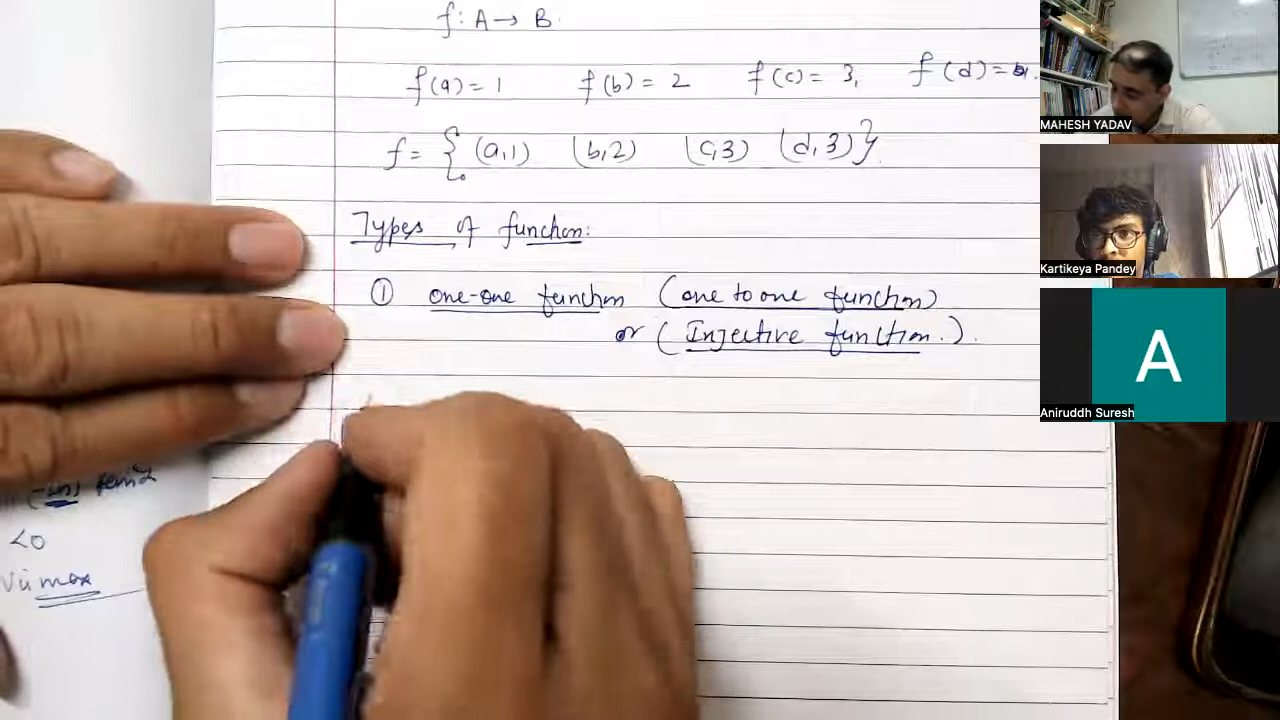 f: A → B.
f(a) = 1 f(b) = 2 f(c) = 3, f(d) =
f = { (a,1) (b,2) (c,3) (d,3) }
Types of function:
① one-one function (one to one function)
or (Injective function.).
<0
MAHESH YADAV
Kartikeya Pandey
A
Aniruddh Suresh